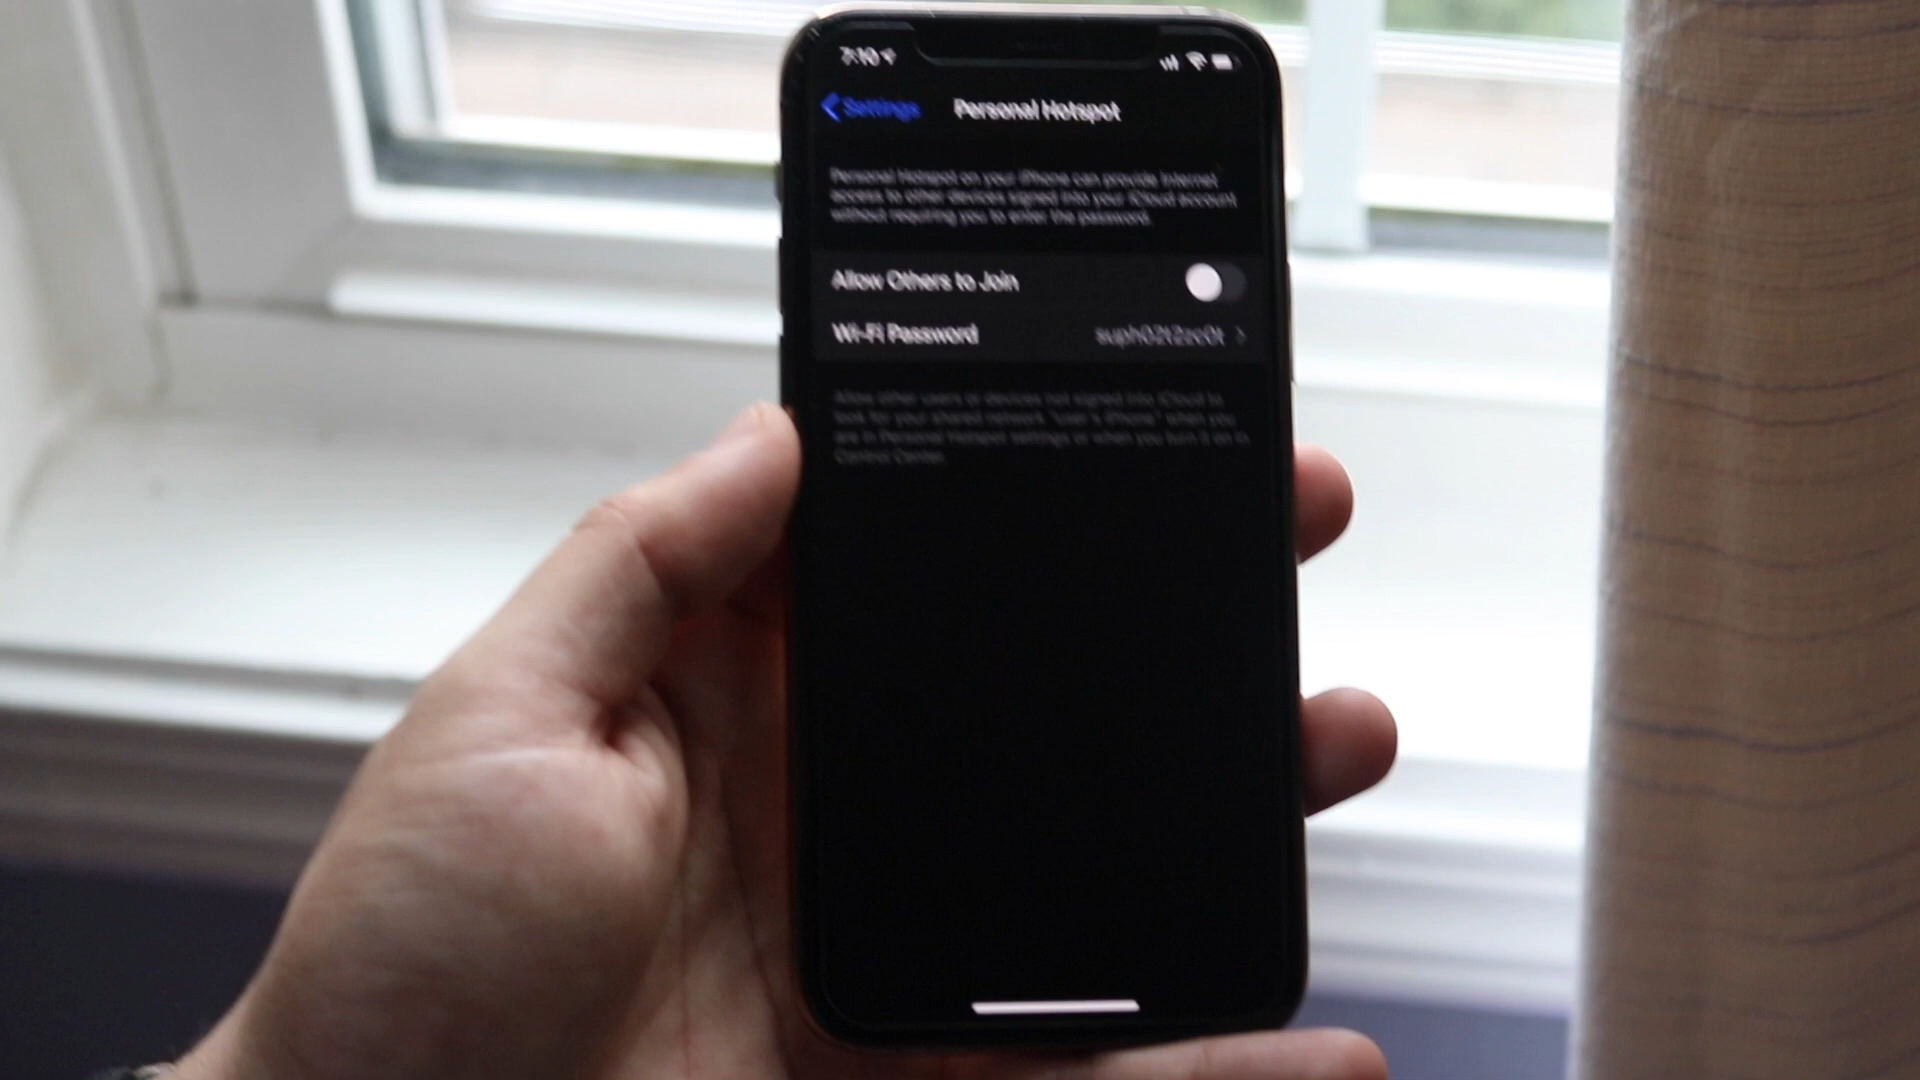 7:10
Settings
Personal Hotspot
Personal Hotspot on your iPhone can provide Internet
access to other devices signed into your iCloud account
without requiring you to enter the password.
Allow Others to Join
Wi-Fi Password
Allow other users or devices not signed into iCloud to
look for your shared network "user's iPhone" when you
are in Personal Hotspot settings or when you turn it on in
Control Center.